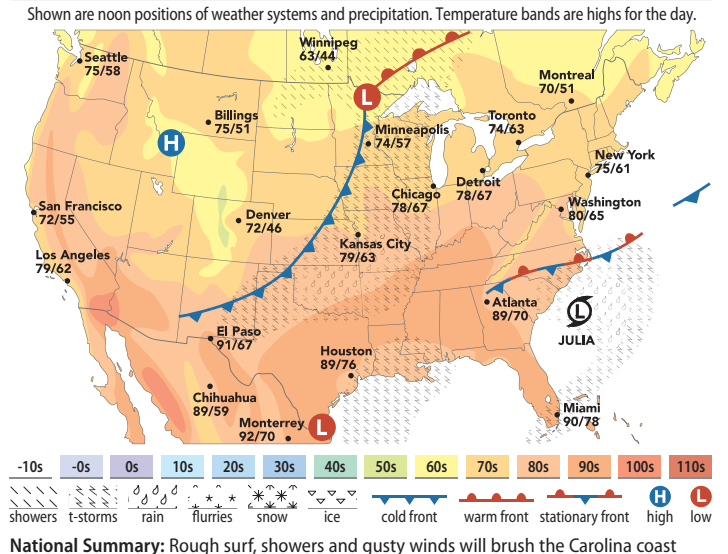 Shown are noon positions of weather systems and precipitation. Temperature bands are highs for the day.
Winnipeg
63/44
Seattle
75/58
Montreal
70/51
Billings
75/51
L
Toronto
74/63
Minneapolis
74/57
H
New York
75/61
Chicago
78/67
Detroit
78/67
Washington
80/65
San Francisco
72/55
Denver
72/46
Kansas City
79/63
Los Angeles
79/62
Atlanta
89/70
L
JULIA
El Paso
91/67
Houston
89/76
Chihuahua
89/59
Monterrey
92/70
L
Miami
90/78
-10s -0s 0s 10s 20s 30s 40s 50s 60s 70s 80s 90s 100s 110s
H L
showers t-storms rain flurries snow ice cold front warm front stationary front high low
National Summary: Rough surf, showers and gusty winds will brush the Carolina coast